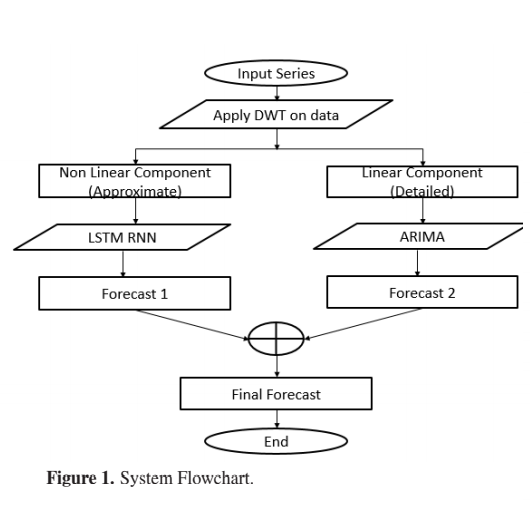 Input Series
Apply DWT on data
Non Linear Component
(Approximate)
Linear Component
(Detailed)
LSTM RNN
ARIMA
Forecast 1
Forecast 2
Final Forecast
End
Figure 1. System Flowchart.